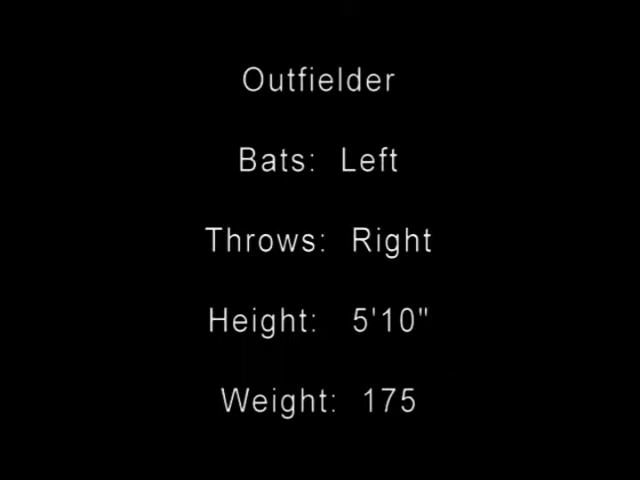 Outfielder
Bats: Left
Throws: Right
Height: 5'10"
Weight: 175